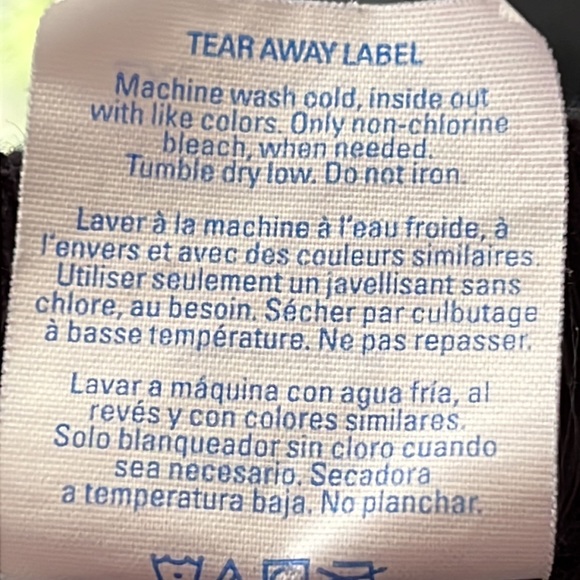 TEAR AWAY LABEL
Machine wash cold, inside out
with like colors. Only non-chlorine
bleach, when needed.
Tumble dry low. Do not iron.
Laver à la machine à l'eau froide, à
l'envers et avec des couleurs similaires.
Utiliser seulement un javellisant sans
chlore, au besoin. Sécher par culbutage
à basse température. Ne pas repasser.
Lavar a máquina con agua fría, al
revés y con colores similares.
Solo blanqueador sin cloro cuando
sea necesario. Secadora
a temperatura baja. No planchar.